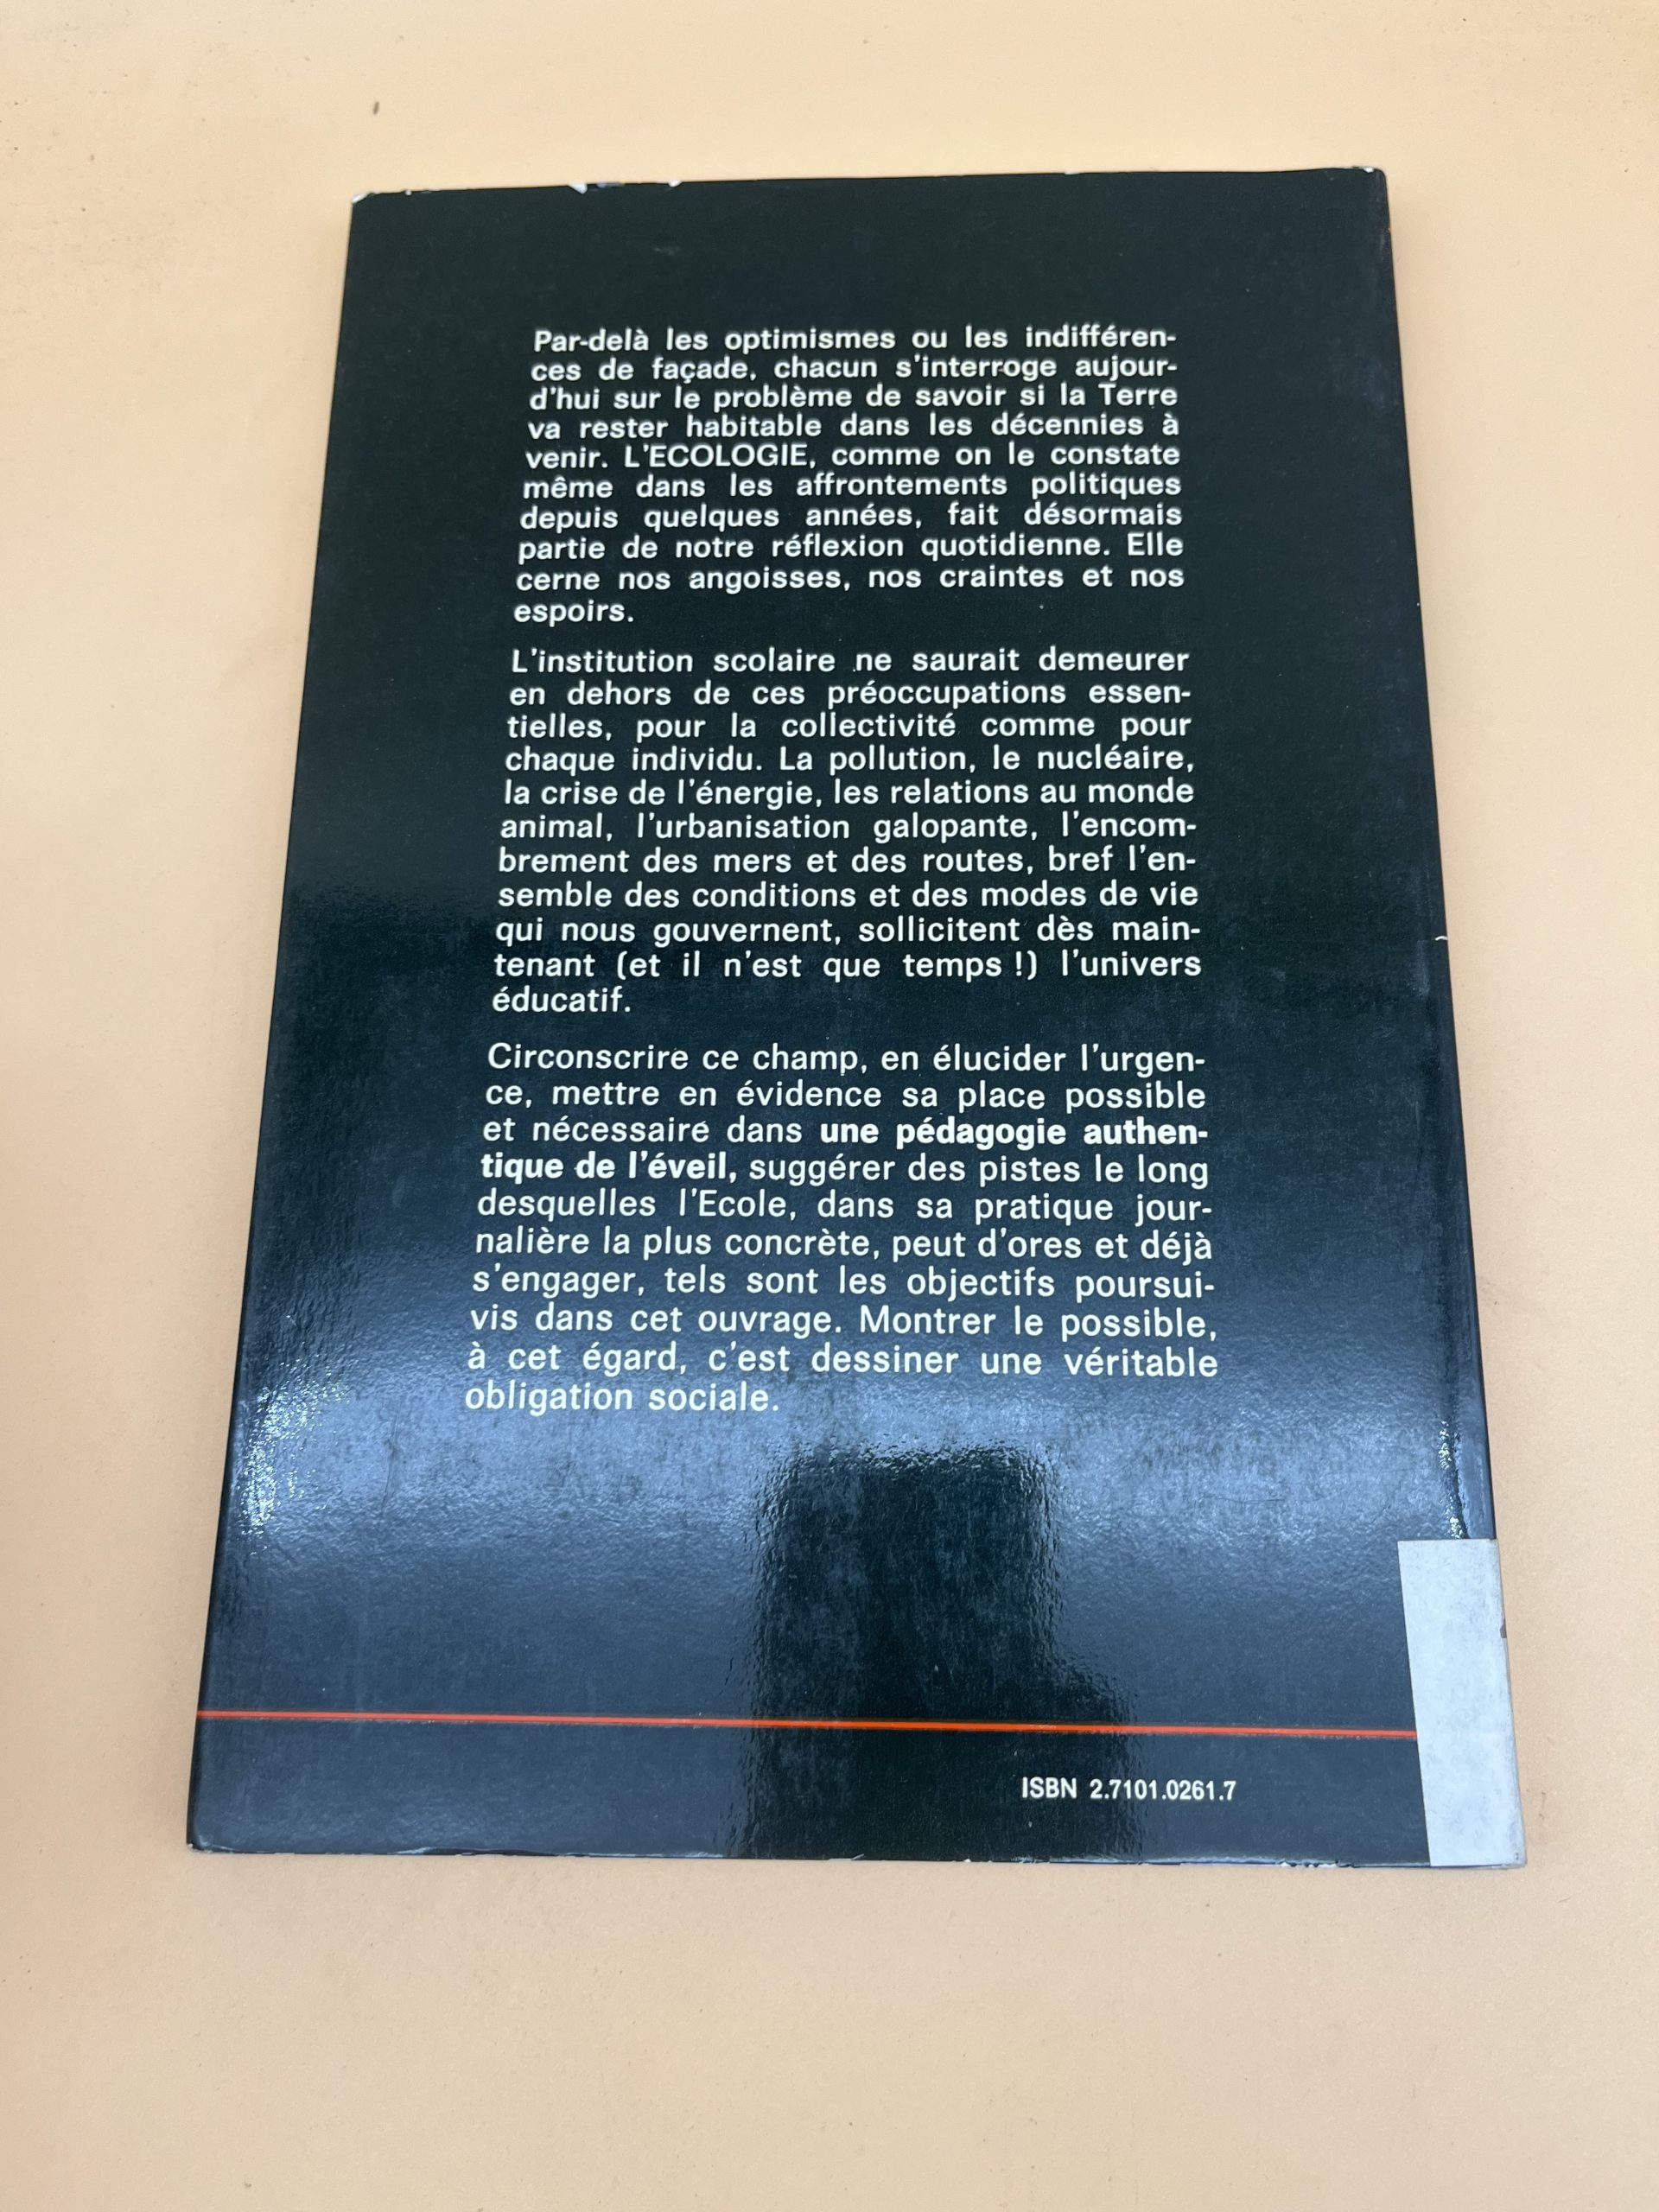 Par-delà les optimismes ou les indifféren-
ces de façade, chacun s'interroge aujour-
d'hui sur le problème de savoir si la Terre
va rester habitable dans les décennies à
venir. L'ECOLOGIE, comme on le constate
même dans les affrontements politiques
depuis quelques années, fait désormais
partie de notre réflexion quotidienne. Elle
cerne nos angoisses, nos craintes et nos
espoirs.
L'institution scolaire ne saurait demeurer
en dehors de ces préoccupations essen-
tielles, pour la collectivité comme pour
chaque individu. La pollution, le nucléaire,
la crise de l'énergie, les relations au monde
animal, l'urbanisation galopante, l'encom-
brement des mers et des routes, bref l'en-
semble des conditions et des modes de vie
qui nous gouvernent, sollicitent dès main-
tenant (et il n'est que temps !) l'univers
éducatif.
Circonscrire ce champ, en élucider l'urgen-
ce, mettre en évidence sa place possible
et nécessaire dans une pédagogie authen-
tique de l'éveil, suggérer des pistes le long
desquelles l'Ecole, dans sa pratique jour-
nalière la plus concrète, peut d'ores et déjà
s'engager, tels sont les objectifs poursui-
vis dans cet ouvrage. Montrer le possible,
à cet égard, c'est dessiner une véritable
obligation sociale.
ISBN 2.7101.0261.7